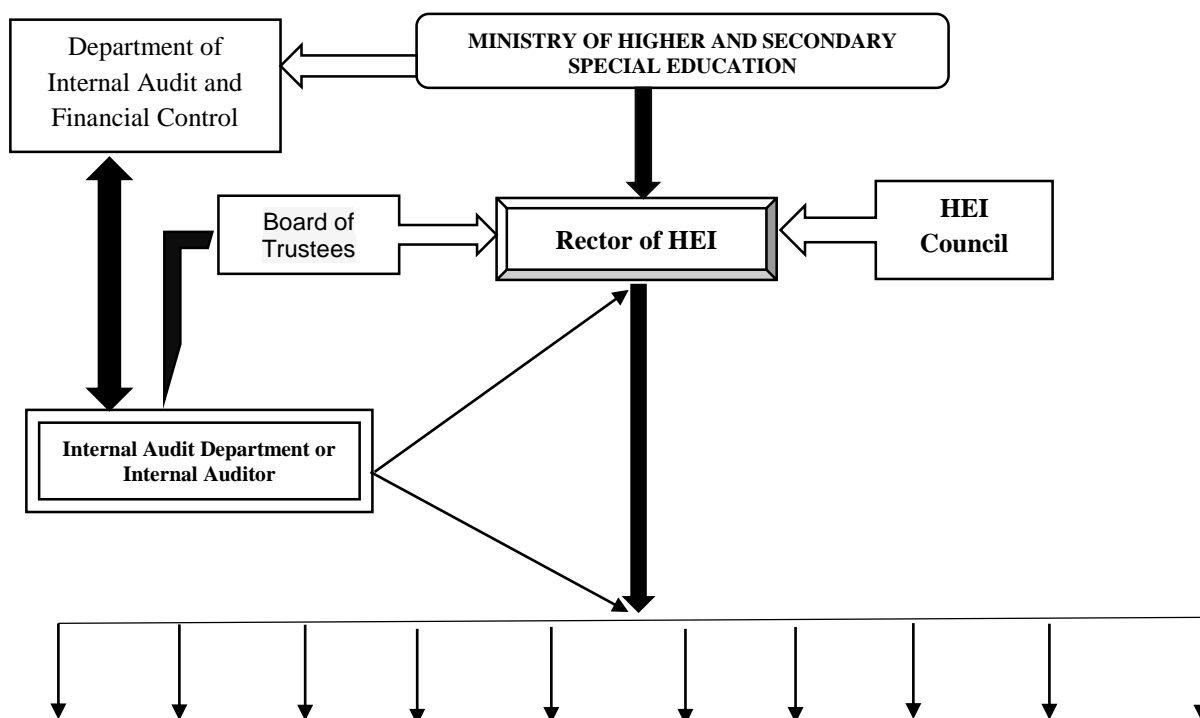 Department of
Internal Audit and
Financial Control
MINISTRY OF HIGHER AND SECONDARY
SPECIAL EDUCATION
Board of
Trustees
Rector of HEI
HEI
Council
Internal Audit Department or
Internal Auditor